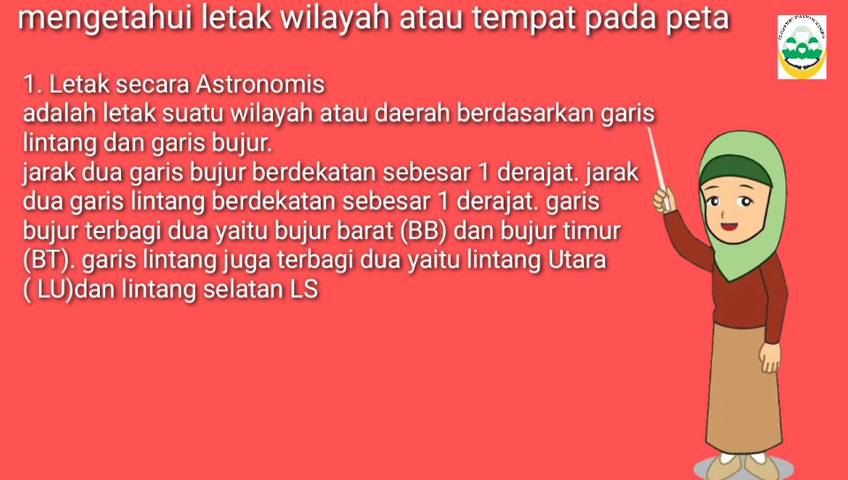 mengetahui letak wilayah atau tempat pada peta
1. Letak secara Astronomis
adalah letak suatu wilayah atau daerah berdasarkan garis
lintang dan garis bujur.
jarak dua garis bujur berdekatan sebesar 1 derajat. jarak
dua garis lintang berdekatan sebesar 1 derajat. garis
bujur terbagi dua yaitu bujur barat (BB) dan bujur timur
(BT). garis lintang juga terbagi dua yaitu lintang Utara
( LU)dan lintang selatan LS